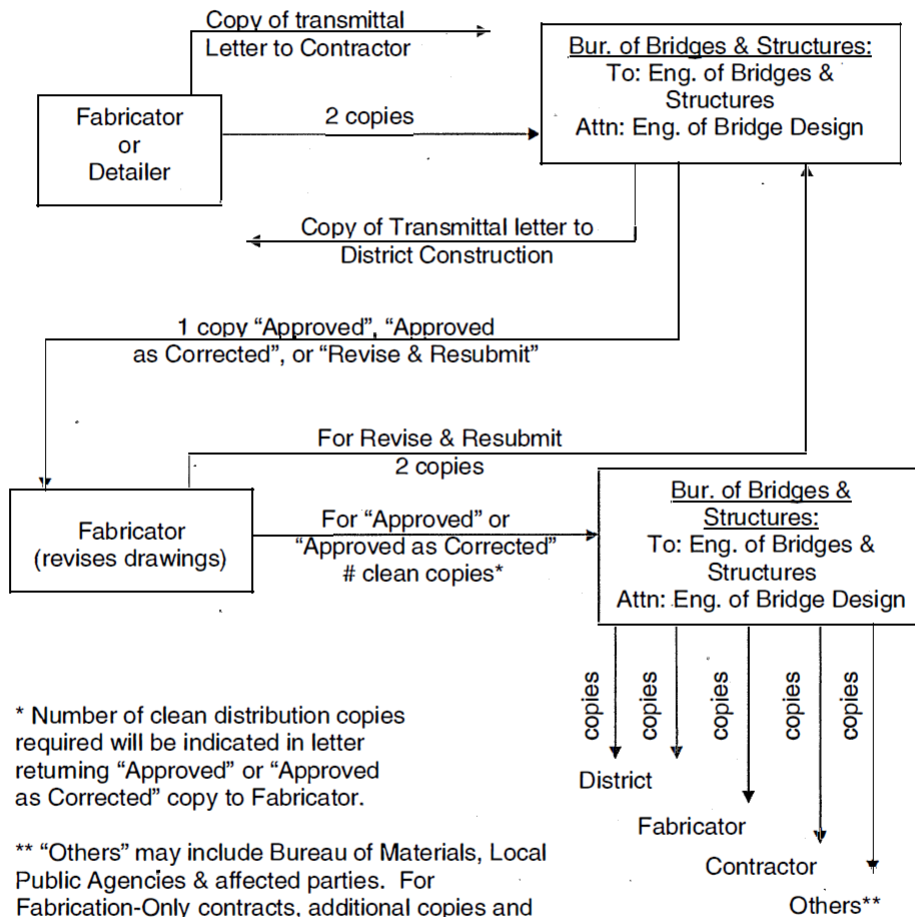 Copy of transmittal
Letter to Contractor
Bur. of Bridges & Structures:
To: Eng. of Bridges &
Structures
Attn: Eng. of Bridge Design
Fabricator
or
Detailer
2 copies
Copy of Transmittal letter to
District Construction
1 copy “Approved”, “Approved
as Corrected”, or “Revise & Resubmit”
For Revise & Resubmit
2 copies
Fabricator
(revises drawings)
For “Approved” or
“Approved as Corrected”
# clean copies*
Bur. of Bridges &
Structures:
To: Eng. of Bridges &
Structures
Attn: Eng. of Bridge Design
copies
copies
copies
copies
copies
District
Fabricator
Contractor
Others**
* Number of clean distribution copies
required will be indicated in letter
returning “Approved” or “Approved
as Corrected” copy to Fabricator.
** “Others” may include Bureau of Materials, Local
Public Agencies & affected parties.  For
Fabrication-Only contracts, additional copies and